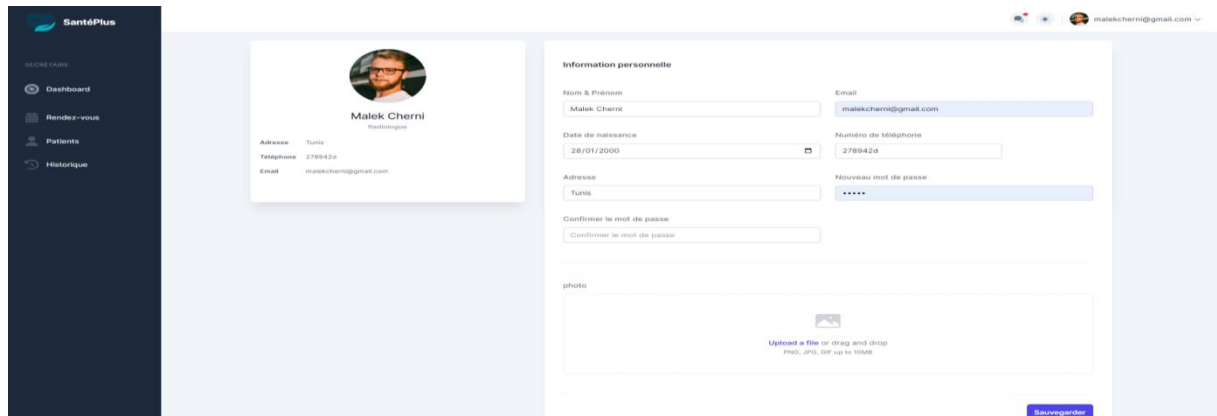 SantéPlus
malekcherni@gmail.com
SECRÉTAIRE
Dashboard
Rendez-vous
Patients
Historique
Malek Cherni
Radiologue
Adresse Tunis
Téléphone 278942d
Email malekcherni@gmail.com
Information personnelle
Nom & Prénom Email
Malek Cherni malekcherni@gmail.com
Date de naissance Numéro de téléphone
28/01/2000 278942d
Adresse Nouveau mot de passe
Tunis •••••
Confirmer le mot de passe
Confirmer le mot de passe
photo
Upload a file or drag and drop
PNG, JPG, GIF up to 10MB
Sauvegarder